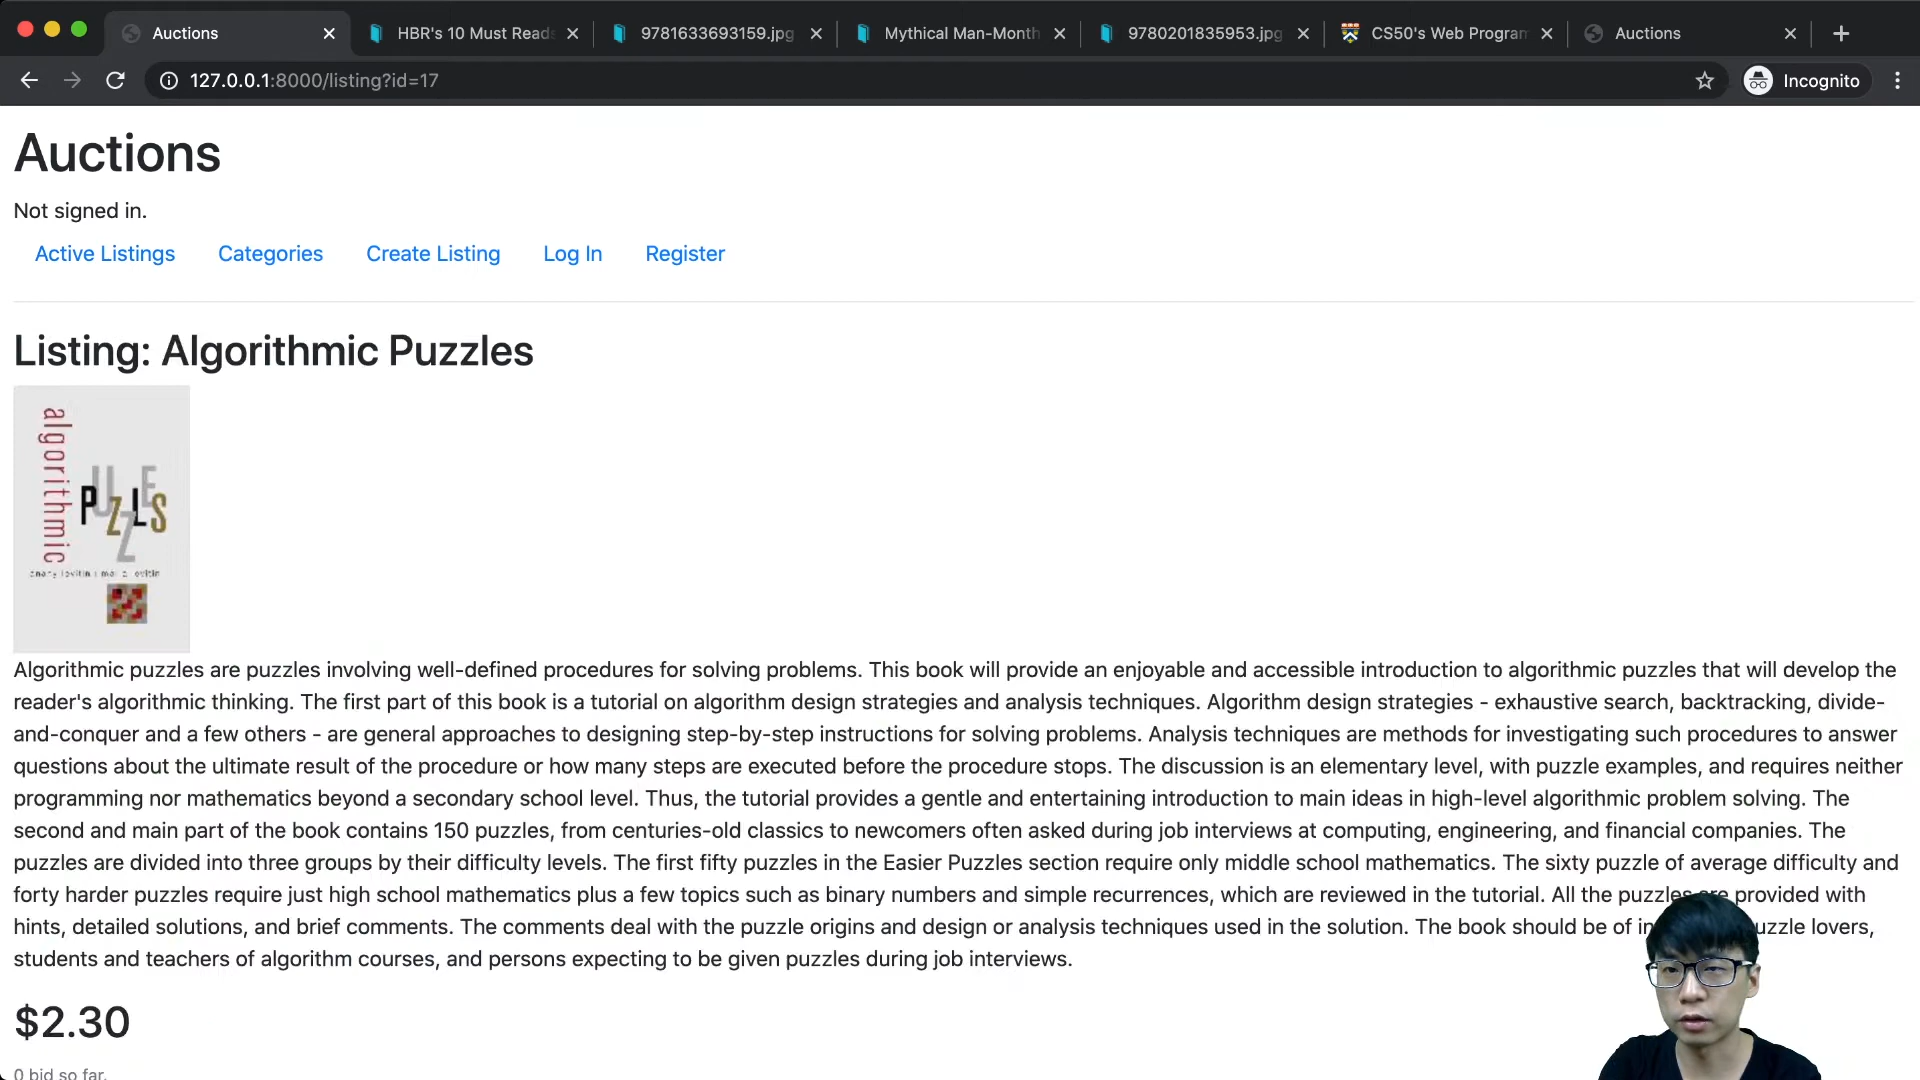 Auctions
HBR's 10 Must Reads
9781633693159.jpg
Mythical Man-Month
9780201835953.jpg
CS50's Web Program
Auctions
127.0.0.1:8000/listing?id=17
Incognito
Auctions
Not signed in.
Active Listings
Categories
Create Listing
Log In
Register
Listing: Algorithmic Puzzles
algorithmic
PUZZLES
Algorithmic puzzles are puzzles involving well-defined procedures for solving problems. This book will provide an enjoyable and accessible introduction to algorithmic puzzles that will develop the
reader's algorithmic thinking. The first part of this book is a tutorial on algorithm design strategies and analysis techniques. Algorithm design strategies - exhaustive search, backtracking, divide-
and-conquer and a few others - are general approaches to designing step-by-step instructions for solving problems. Analysis techniques are methods for investigating such procedures to answer
questions about the ultimate result of the procedure or how many steps are executed before the procedure stops. The discussion is an elementary level, with puzzle examples, and requires neither
programming nor mathematics beyond a secondary school level. Thus, the tutorial provides a gentle and entertaining introduction to main ideas in high-level algorithmic problem solving. The
second and main part of the book contains 150 puzzles, from centuries-old classics to newcomers often asked during job interviews at computing, engineering, and financial companies. The
puzzles are divided into three groups by their difficulty levels. The first fifty puzzles in the Easier Puzzles section require only middle school mathematics. The sixty puzzle of average difficulty and
forty harder puzzles require just high school mathematics plus a few topics such as binary numbers and simple recurrences, which are reviewed in the tutorial. All the puzzles are provided with
hints, detailed solutions, and brief comments. The comments deal with the puzzle origins and design or analysis techniques used in the solution. The book should be of in uzzle lovers,
students and teachers of algorithm courses, and persons expecting to be given puzzles during job interviews.
$2.30
0 bid so far.